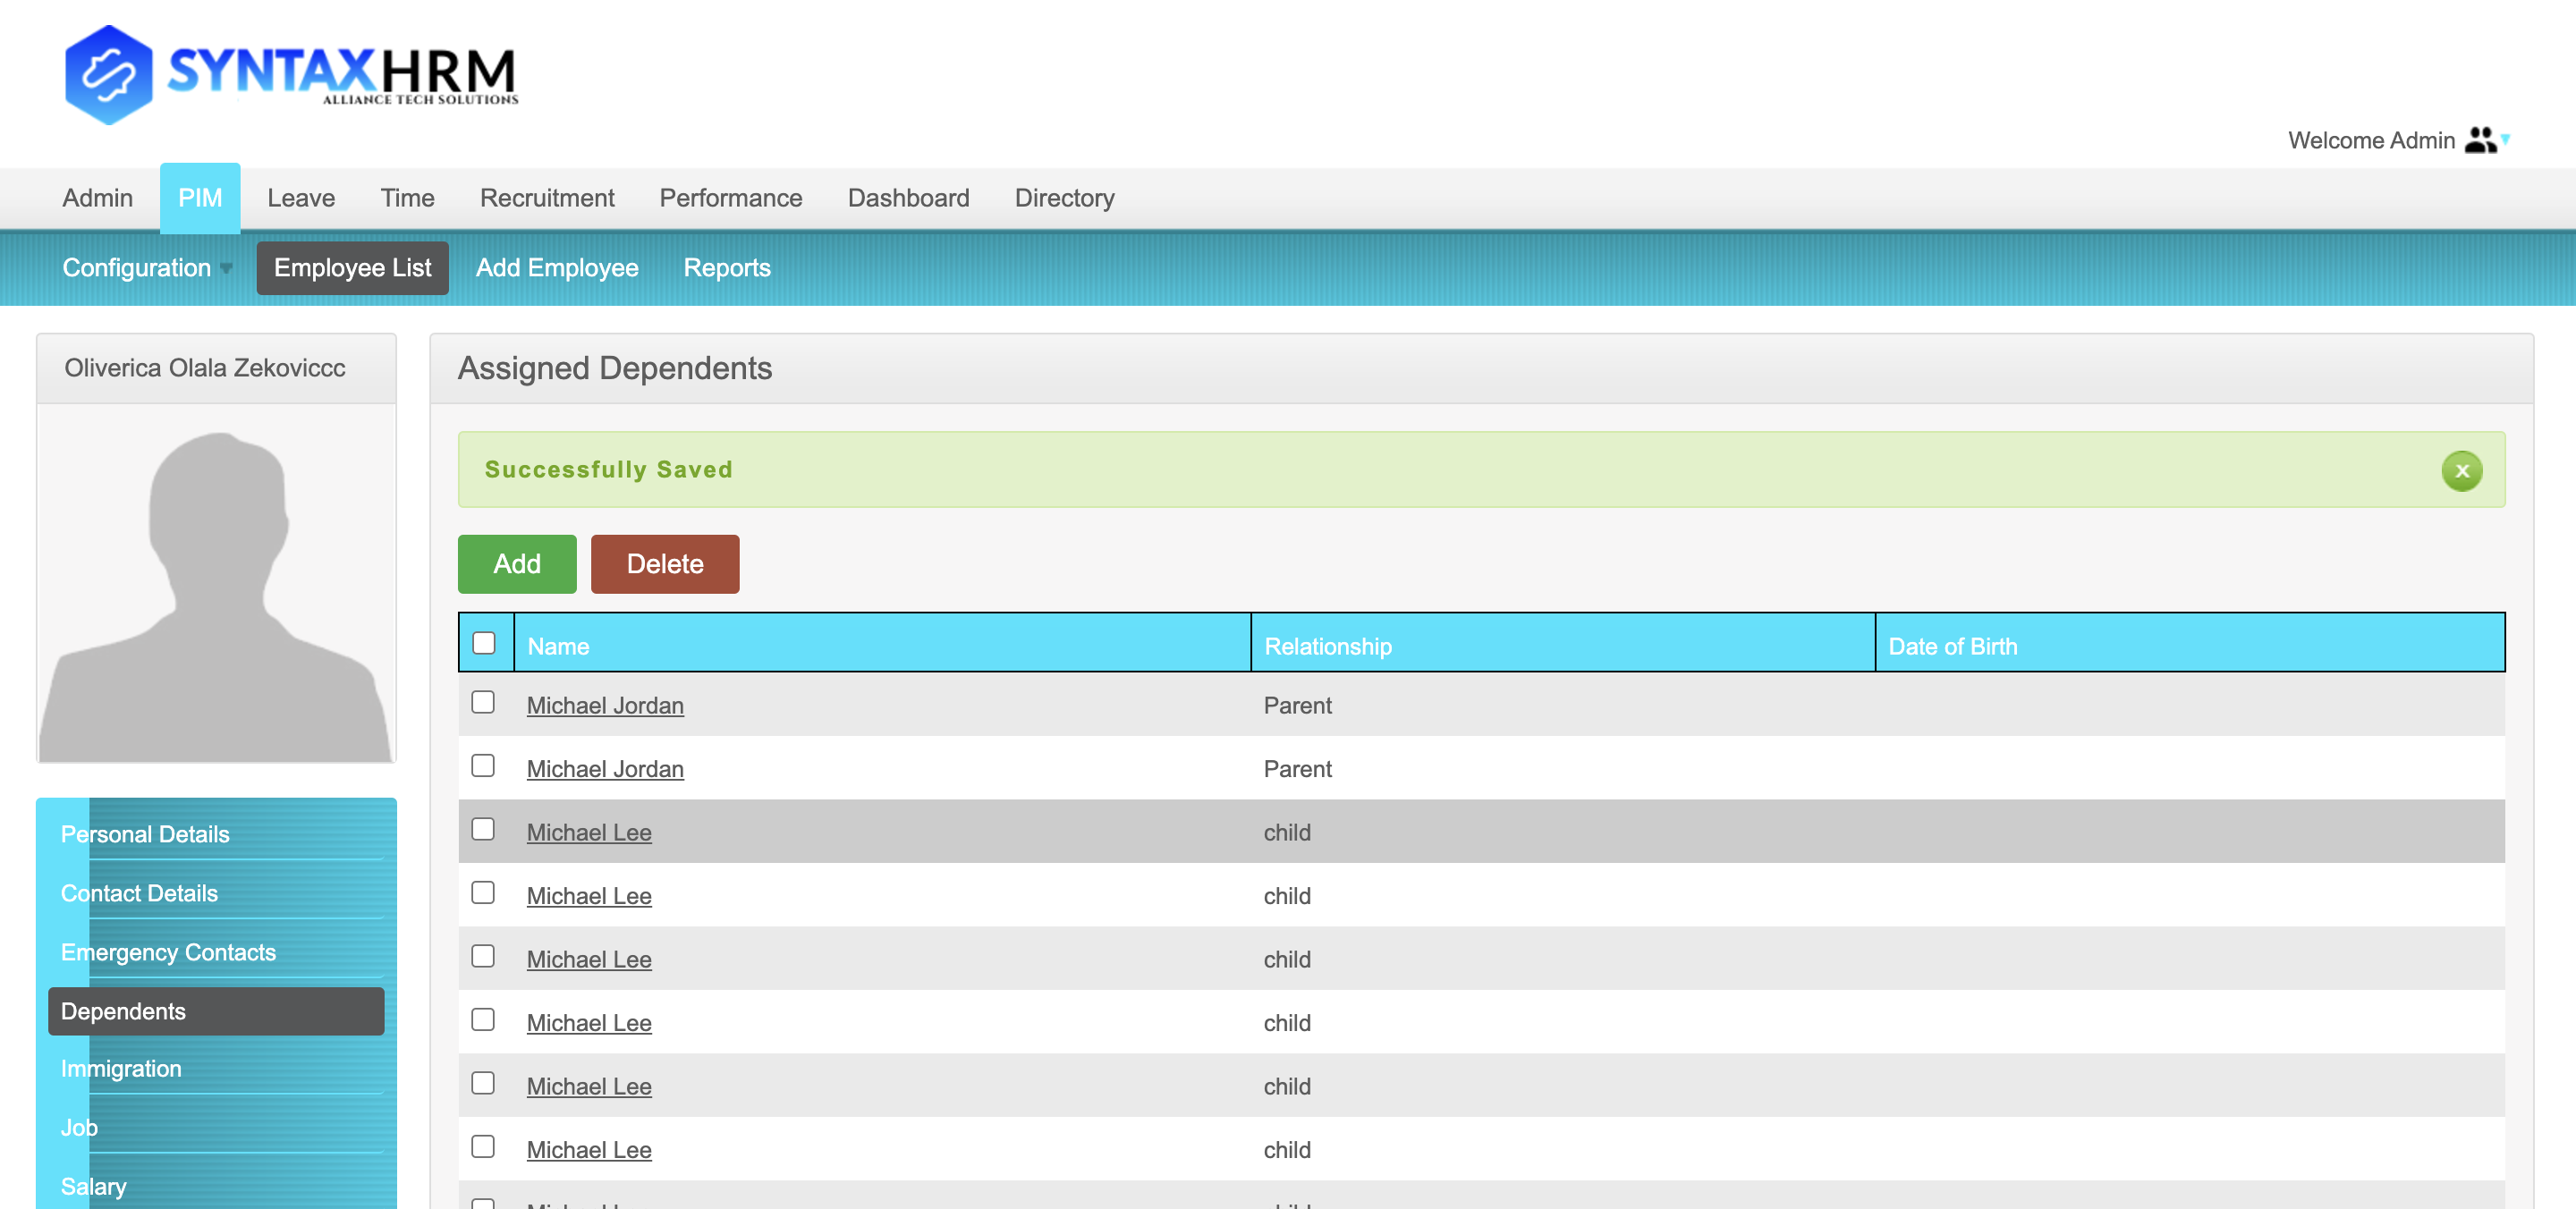 SYNTAXHRM
ALLIANCE TECH SOLUTIONS
Welcome Admin
Admin PIM Leave Time Recruitment Performance Dashboard Directory
Configuration Employee List Add Employee Reports
Oliverica Olala Zekoviccc
Assigned Dependents
Successfully Saved
x
Add Delete
Name Relationship Date of Birth
Michael Jordan Parent
Michael Jordan Parent
Michael Lee child
Michael Lee child
Michael Lee child
Michael Lee child
Michael Lee child
Michael Lee child
Personal Details
Contact Details
Emergency Contacts
Dependents
Immigration
Job
Salary